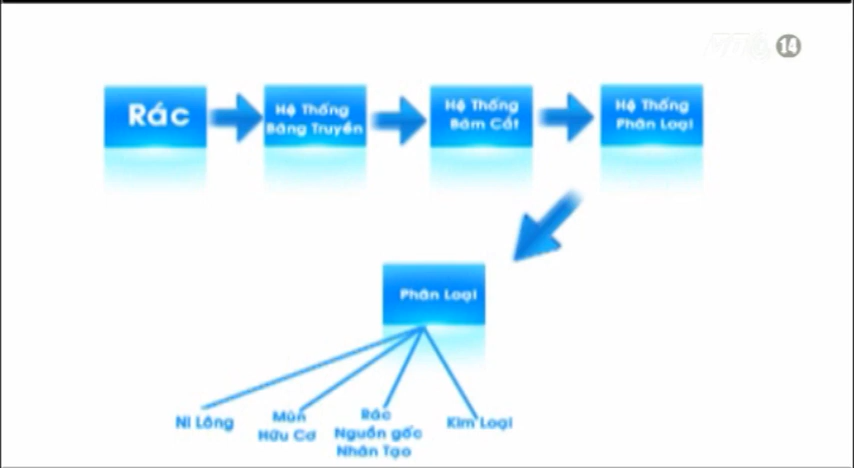 14
Rác
Hệ Thống
Băng Truyền
Hệ Thống
Băm Cắt
Hệ Thống
Phân Loại
Phân Loại
Ni Lông
Mùn
Hữu Cơ
Rác
Nguồn gốc
Nhân Tạo
Kim Loại